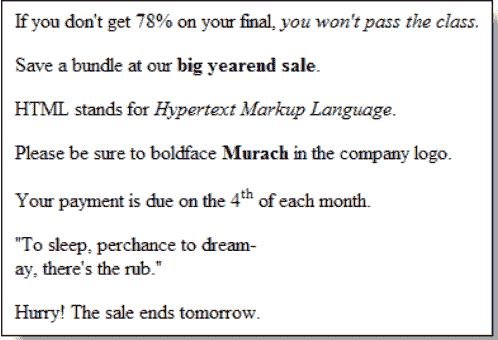 If you don't get 78% on your final, you won't pass the class.
Save a bundle at our big yearend sale.
HTML stands for Hypertext Markup Language.
Please be sure to boldface Murach in the company logo.
Your payment is due on the 4th of each month.
"To sleep, perchance to dream-
ay, there's the rub."
Hurry! The sale ends tomorrow.